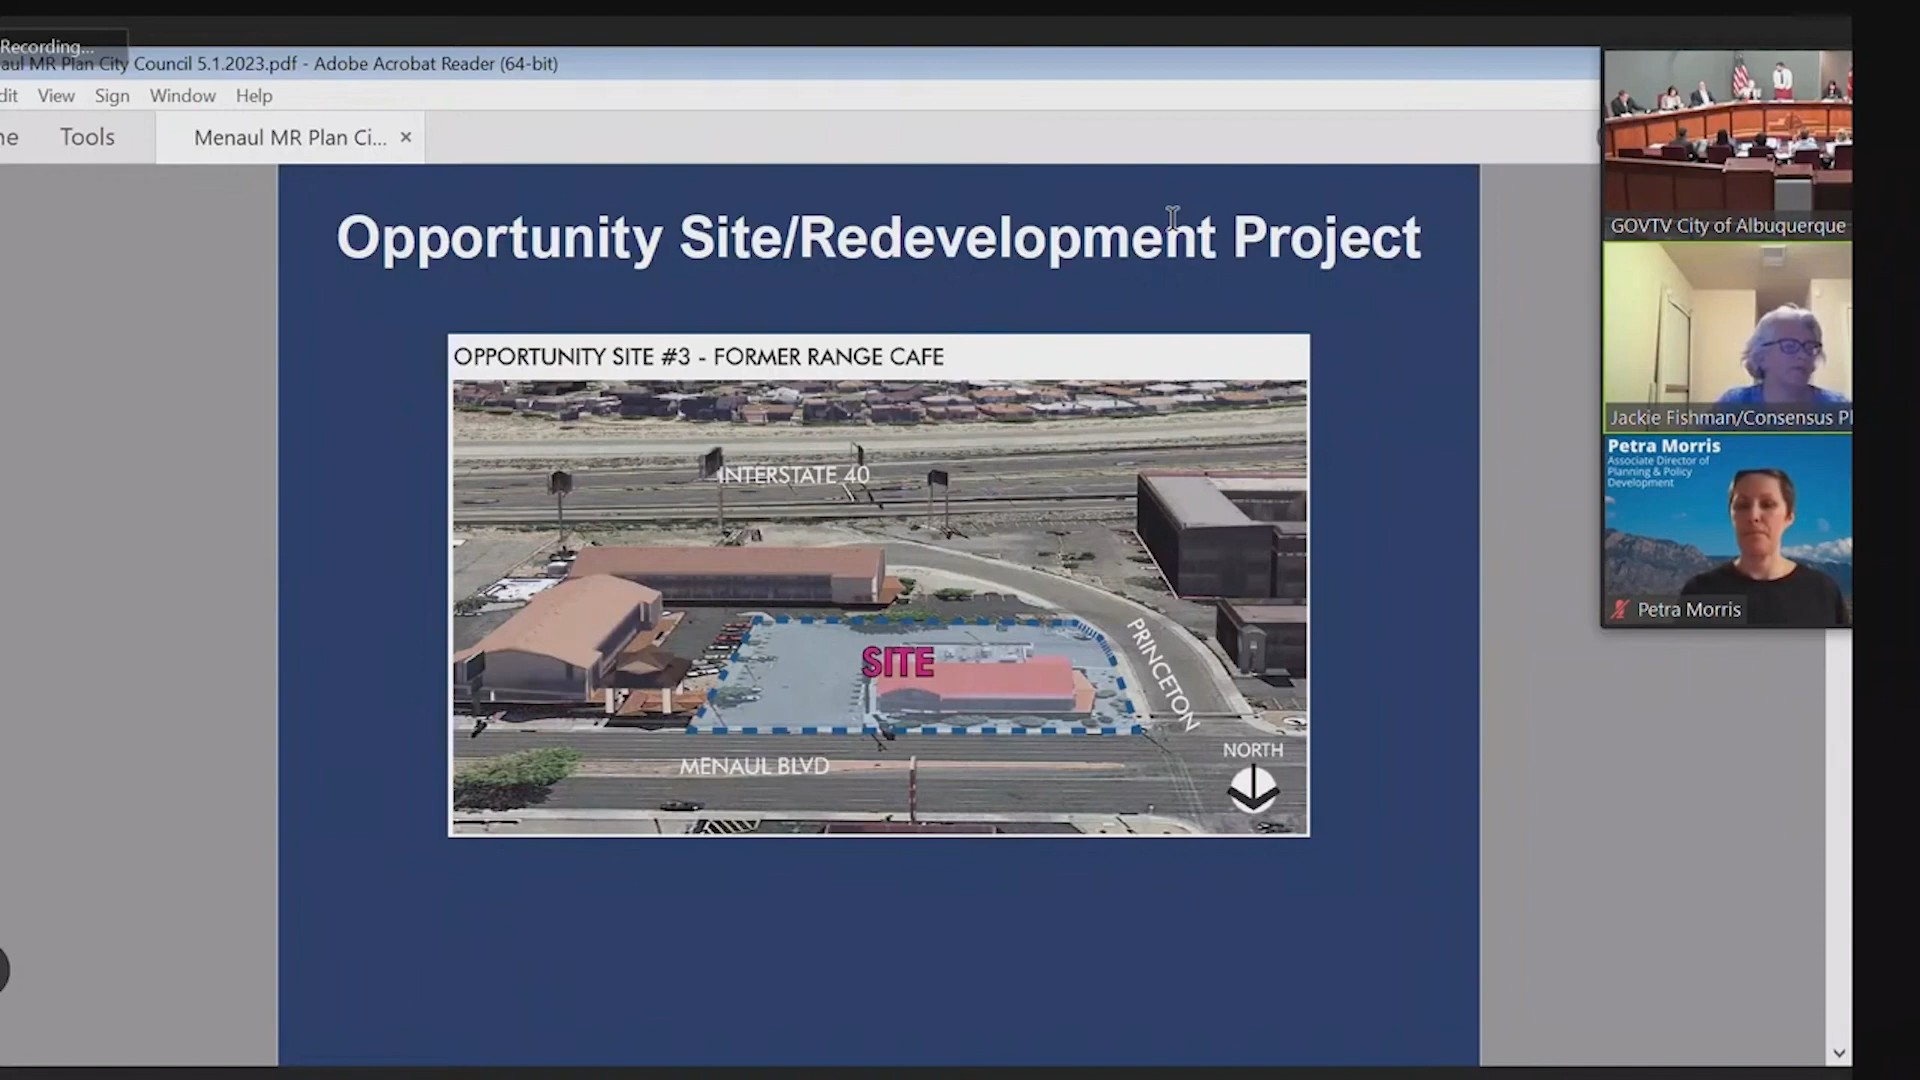 Recording...
aul MR Plan City Council 5.1.2023.pdf - Adobe Acrobat Reader (64-bit)
dit View Sign Window Help
ne Tools Menaul MR Plan Ci... ×
Opportunity Site/Redevelopment Project
OPPORTUNITY SITE #3 - FORMER RANGE CAFE
INTERSTATE 40
SITE
PRINCETON
MENAUL BLVD
NORTH
GOVTV City of Albuquerque
Jackie Fishman/Consensus Pl
Petra Morris
Associate Director of
Planning & Policy
Development
Petra Morris